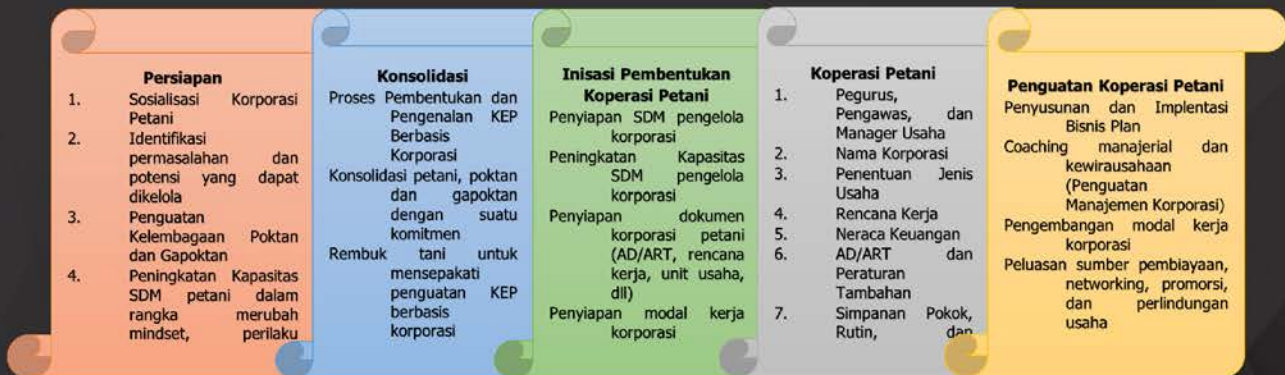 Persiapan
1. Sosialisasi Korporasi
Petani
2. Identifikasi
permasalahan dan
potensi yang dapat
dikelola
3. Penguatan
Kelembagaan Poktan
dan Gapoktan
4. Peningkatan Kapasitas
SDM petani dalam
rangka merubah
mindset, perilaku
Konsolidasi
Proses Pembentukan dan
Pengenalan KEP
Berbasis
Korporasi
Konsolidasi petani, poktan
dan gapoktan
dengan suatu
komitmen
Rembuk tani untuk
mensepakati
penguatan KEP
berbasis
korporasi
Inisasi Pembentukan
Koperasi Petani
Penyiapan SDM pengelola
korporasi
Peningkatan Kapasitas
SDM pengelola
korporasi
Penyiapan dokumen
korporasi petani
(AD/ART, rencana
kerja, unit usaha,
dll)
Penyiapan modal kerja
korporasi
Koperasi Petani
1. Pegurus,
Pengawas, dan
Manager Usaha
2. Nama Korporasi
3. Penentuan Jenis
Usaha
4. Rencana Kerja
5. Neraca Keuangan
6. AD/ART dan
Peraturan
Tambahan
7. Simpanan Pokok,
Rutin, dan
Penguatan Koperasi Petani
Penyusunan dan Implentasi
Bisnis Plan
Coaching manajerial dan
kewirausahaan
(Penguatan
Manajemen Korporasi)
Pengembangan modal kerja
korporasi
Peluasan sumber pembiayaan,
networking, promorsi,
dan perlindungan
usaha